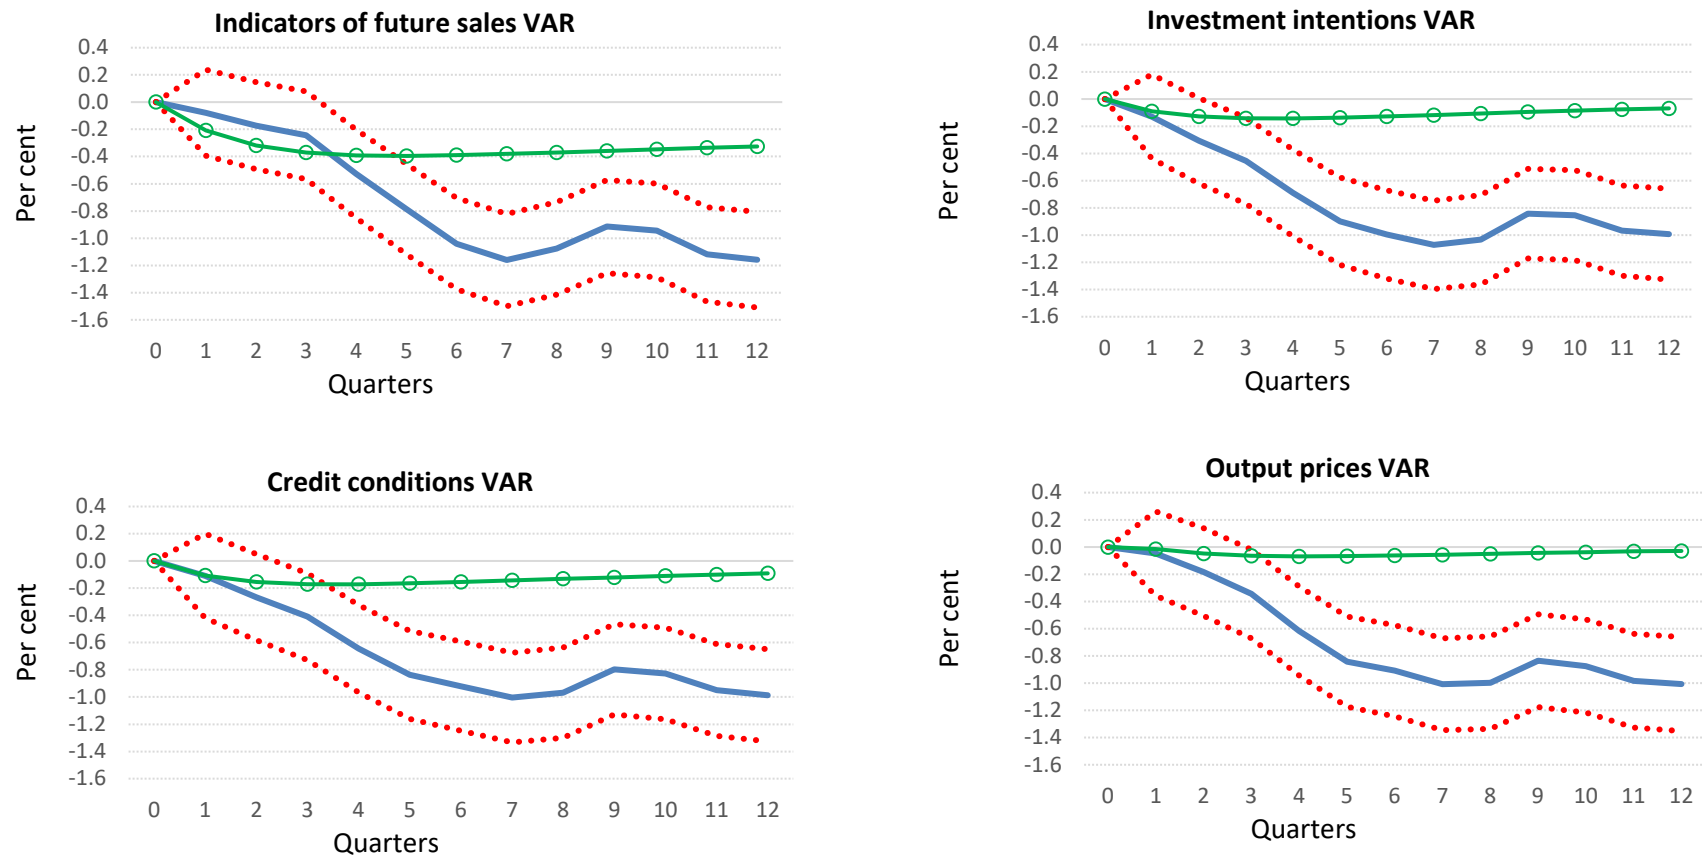 Indicators of future sales VAR
0.4
0.2
0.0
-0.2
-0.4
-0.6
-0.8
-1.0
-1.2
-1.4
-1.6
Per cent
0 1 2 3 4 5 6 7 8 9 10 11 12
Quarters
Investment intentions VAR
0.4
0.2
0.0
-0.2
-0.4
-0.6
-0.8
-1.0
-1.2
-1.4
-1.6
Per cent
0 1 2 3 4 5 6 7 8 9 10 11 12
Quarters
Credit conditions VAR
0.4
0.2
0.0
-0.2
-0.4
-0.6
-0.8
-1.0
-1.2
-1.4
-1.6
Per cent
0 1 2 3 4 5 6 7 8 9 10 11 12
Quarters
Output prices VAR
0.4
0.2
0.0
-0.2
-0.4
-0.6
-0.8
-1.0
-1.2
-1.4
-1.6
Per cent
0 1 2 3 4 5 6 7 8 9 10 11 12
Quarters